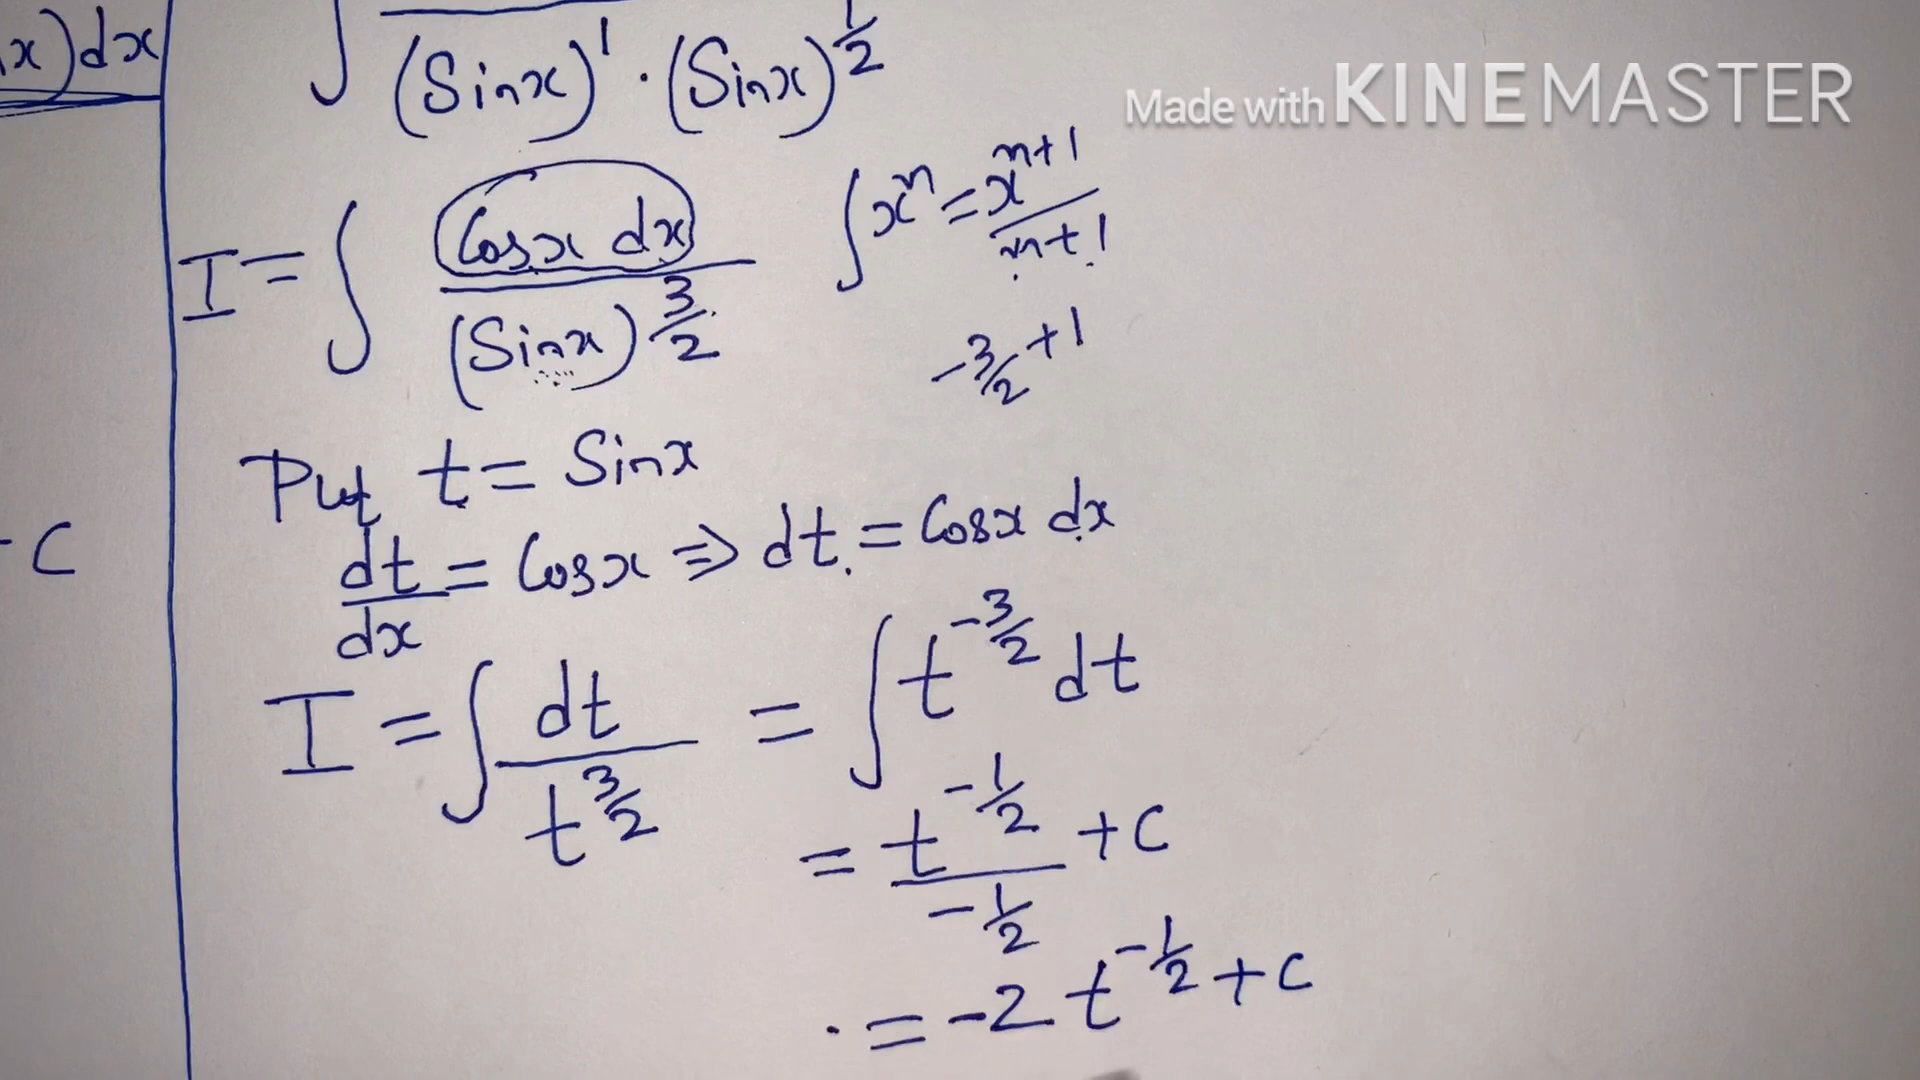 x) dx
∫ (Sinx)^1 · (Sinx)^1/2
Made with KINEMASTER
I = ∫ Cosx dx / (Sinx)^3/2
∫ x^n = x^n+1 / n+1
-3/2 + 1
Put t = Sinx
dt/dx = Cosx ⇒ dt = Cosx dx
- C
I = ∫ dt / t^3/2 = ∫ t^-3/2 dt
= t^-1/2 / -1/2 + C
= -2 t^-1/2 + C